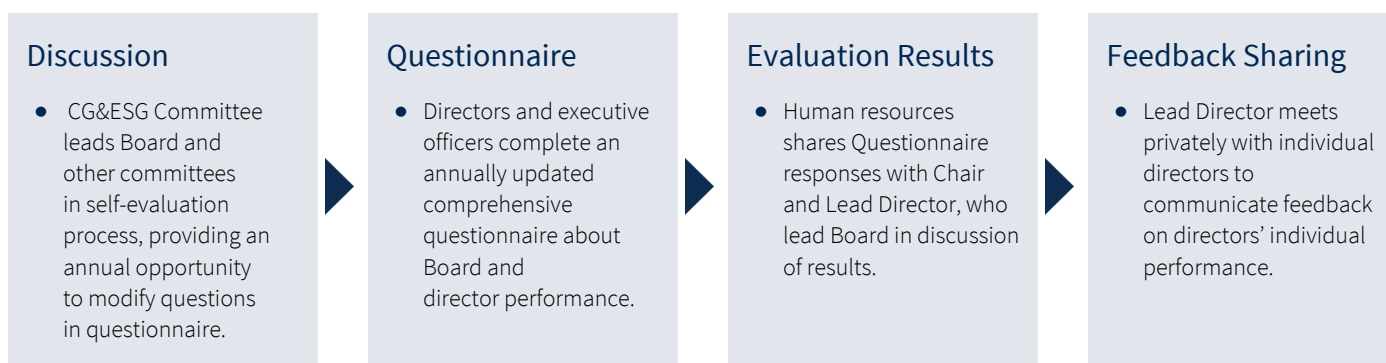 Discussion
● CG&ESG Committee
leads Board and
other committees
in self-evaluation
process, providing an
annual opportunity
to modify questions
in questionnaire.
Questionnaire
● Directors and executive
officers complete an
annually updated
comprehensive
questionnaire about
Board and
director performance.
Evaluation Results
● Human resources
shares Questionnaire
responses with Chair
and Lead Director, who
lead Board in discussion
of results.
Feedback Sharing
● Lead Director meets
privately with individual
directors to
communicate feedback
on directors’ individual
performance.